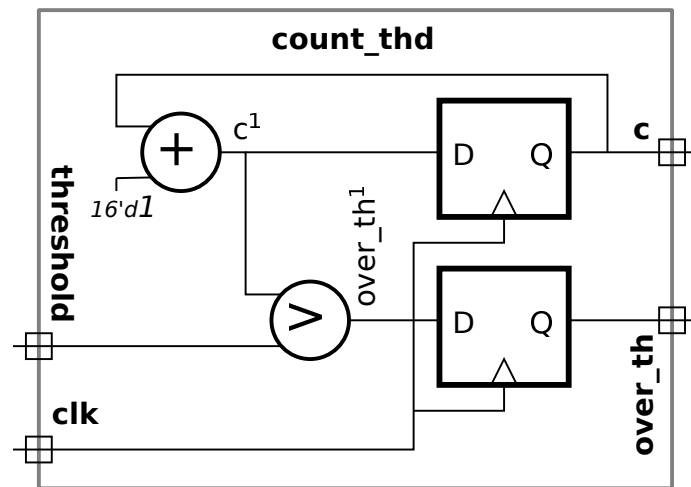 count_thd
c¹
c
+
D
Q
16'd1
threshold
over_th¹
>
D
Q
over_th
clk